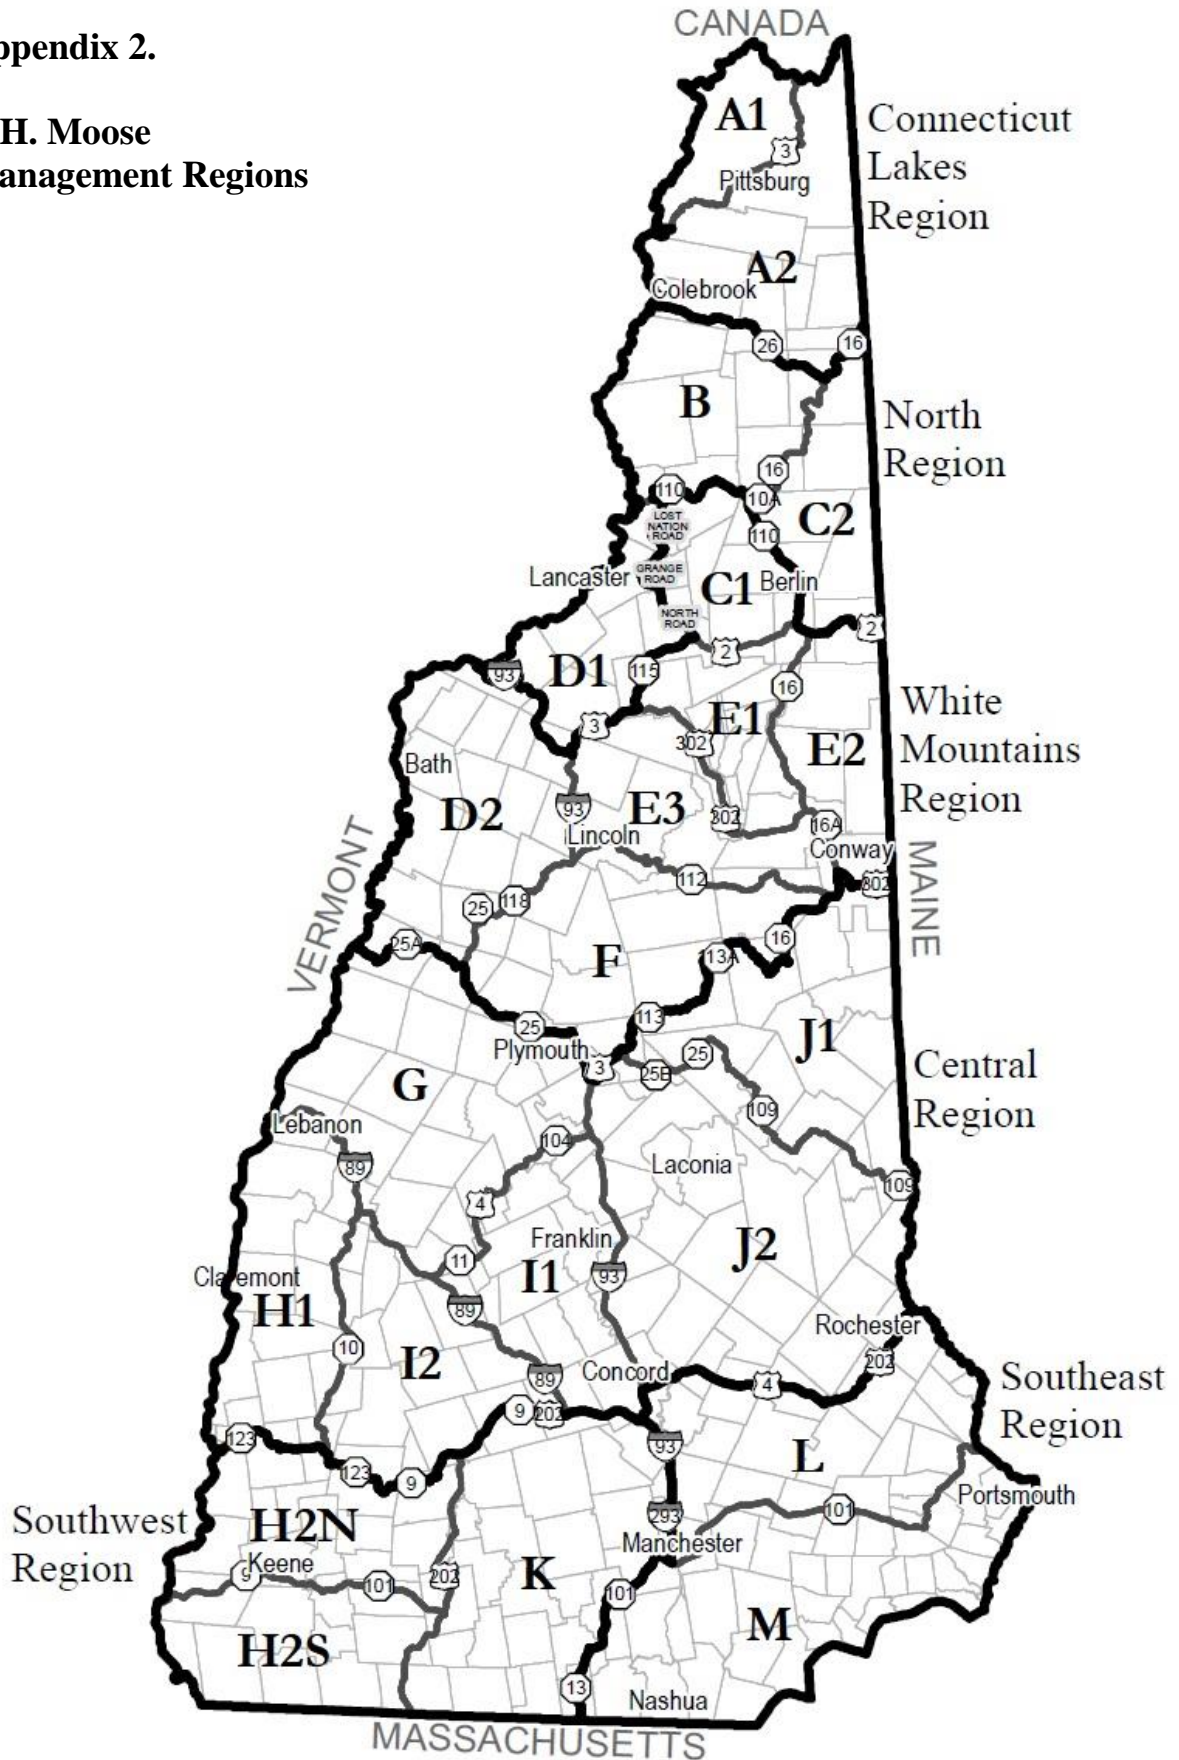 CANADA
ppendix 2.
H. Moose
anagement Regions
A1
3
Pittsburg
Connecticut
Lakes
Region
A2
Colebrook
26
16
B
North
Region
16
110
10A
LOST
NATION
ROAD
C2
110
GRANGE
ROAD
Lancaster
C1
Berlin
NORTH
ROAD
2
2
93
D1
115
16
White
Mountains
Region
3
E1
302
E2
Bath
D2
93
E3
302
16A
Lincoln
Conway
VERMONT
MAINE
112
302
25
118
25A
F
113A
16
25
113
J1
Plymouth
3
25B
25
Central
Region
G
109
Lebanon
104
89
Laconia
109
4
Franklin
J2
11
I1
93
Claremont
H1
89
Rochester
10
I2
Concord
202
89
4
Southeast
Region
9
202
123
93
L
123
9
Portsmouth
Southwest
Region
H2N
293
101
Manchester
Keene
9
101
202
K
101
M
H2S
13
Nashua
MASSACHUSETTS